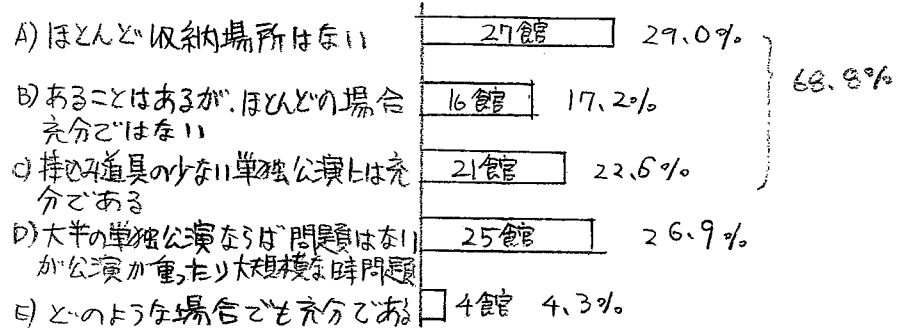 A) ほとんど収納場所はない 27館 29.0%
B) あることはあるが、ほとんどの場合 16館 17.2%
充分ではない
C) 持込み道具の少ない単独公演には充 21館 22.6%
分である
68.8%
D) 大半の単独公演ならば問題はない 25館 26.9%
が公演が重ったり大規模な時問題
E) どのような場合でも充分である 4館 4.3%